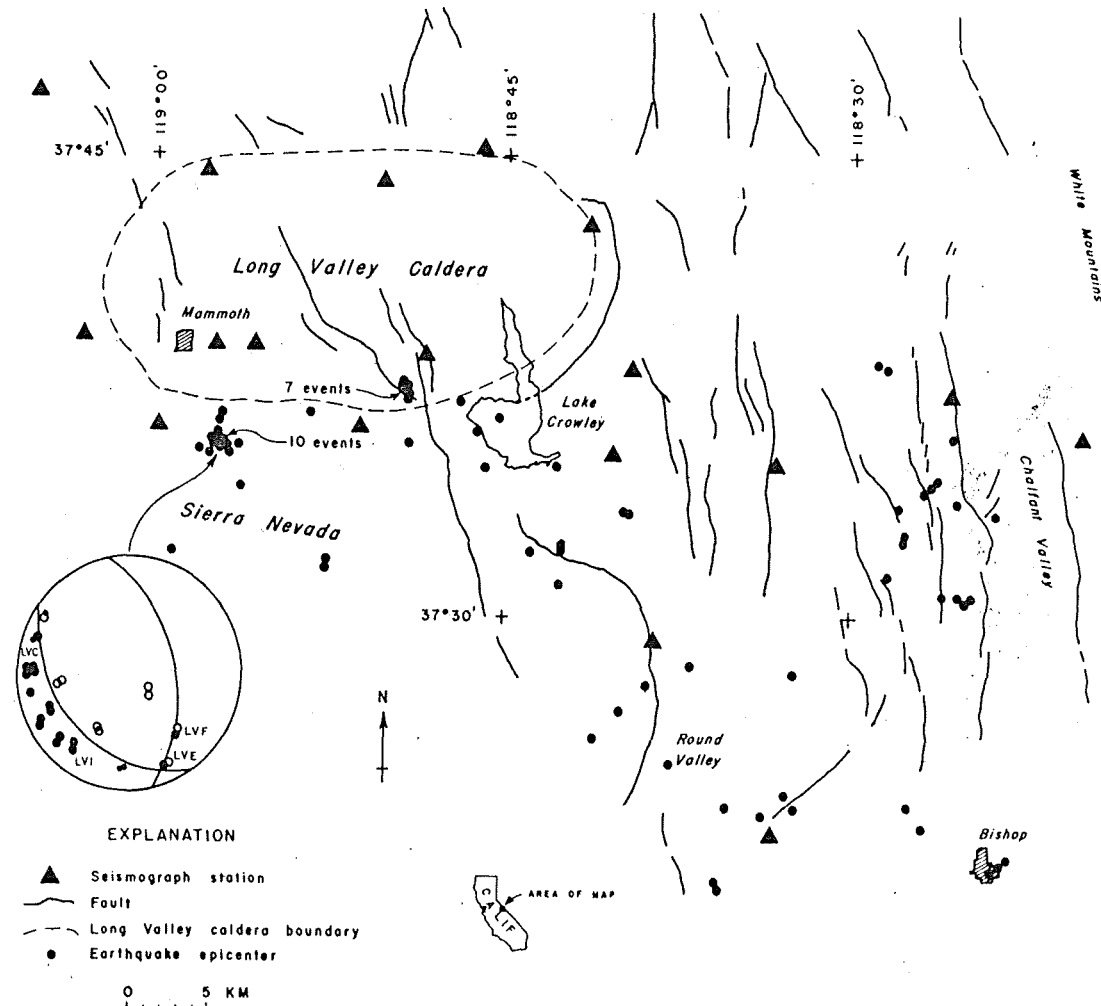 119°00'
118°45'
118°30'
37°45'
White Mountains
Long Valley Caldera
Mammoth
7 events
Lake
Crowley
10 events
Sierra Nevada
Chalfant Valley
37°30'
LVC
LVF
LVE
LVI
N
Round
Valley
Bishop
EXPLANATION
Seismograph station
Fault
Long Valley caldera boundary
Earthquake epicenter
CALIF
AREA OF MAP
0 5 KM